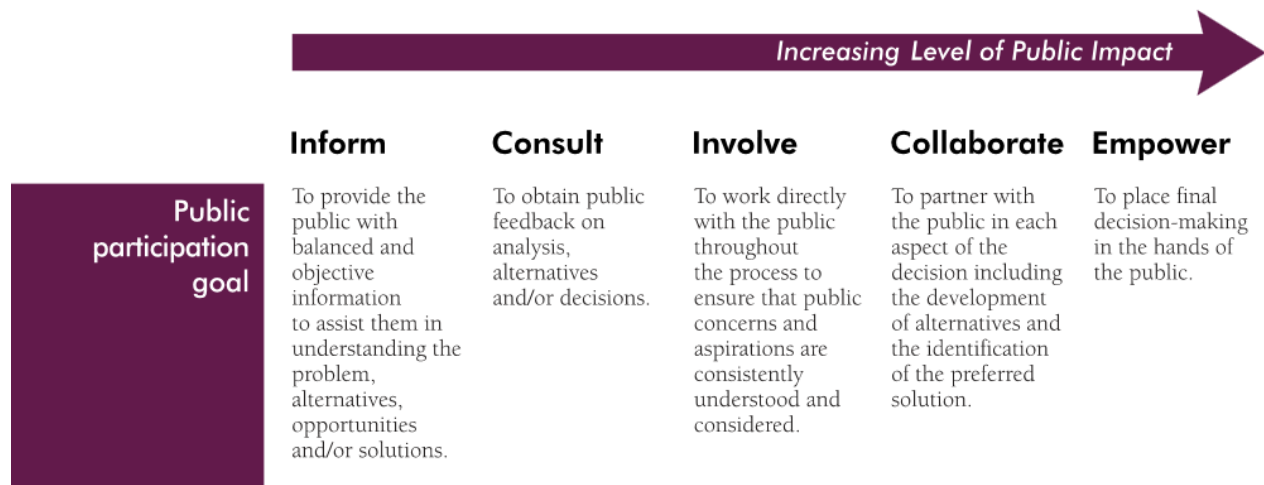 Increasing Level of Public Impact
Inform
Consult
Involve
Collaborate
Empower
Public
participation
goal
To provide the
public with
balanced and
objective
information
to assist them in
understanding the
problem,
alternatives,
opportunities
and/or solutions.
To obtain public
feedback on
analysis,
alternatives
and/or decisions.
To work directly
with the public
throughout
the process to
ensure that public
concerns and
aspirations are
consistently
understood and
considered.
To partner with
the public in each
aspect of the
decision including
the development
of alternatives and
the identification
of the preferred
solution.
To place final
decision-making
in the hands of
the public.